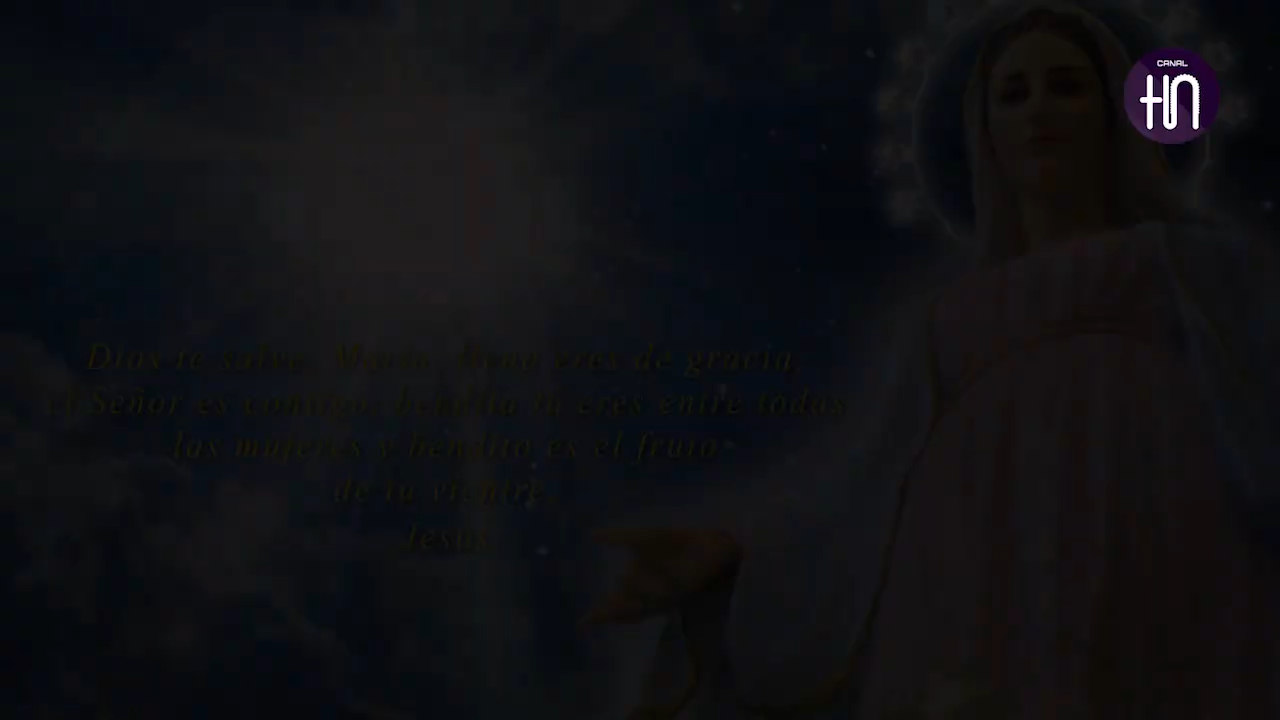 CANAL
HN
Dios te salve, María, llena eres de gracia,
el Señor es contigo, bendita tú eres entre todas
las mujeres y bendito es el fruto
de tu vientre,
Jesús